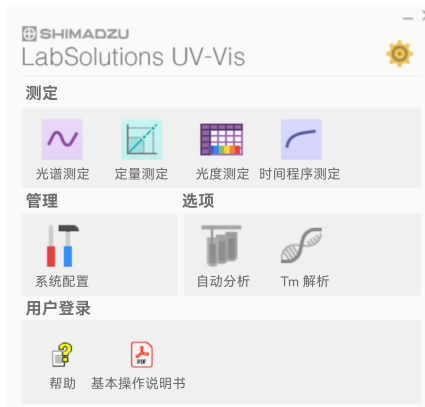 SHIMADZU
LabSolutions UV-Vis
测定
光谱测定 定量测定 光度测定 时间程序测定
管理 选项
系统配置 自动分析 Tm 解析
用户登录
PDF
帮助 基本操作说明书